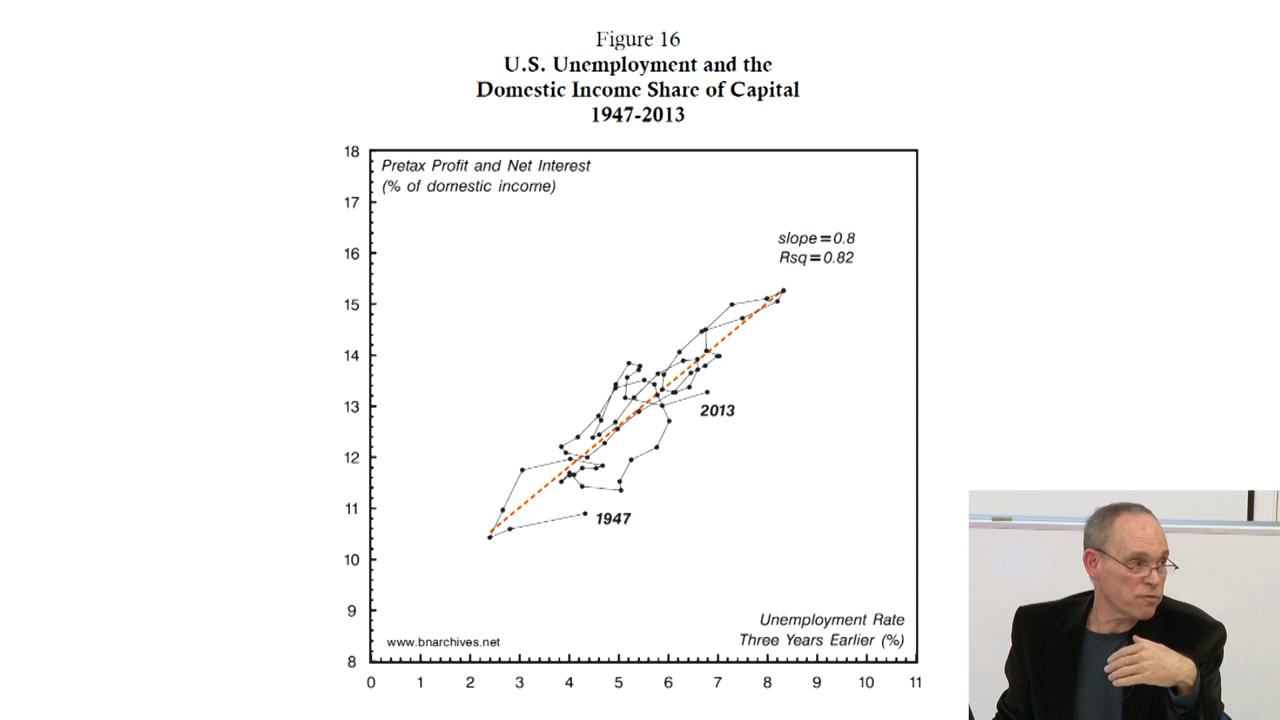 Figure 16
U.S. Unemployment and the
Domestic Income Share of Capital
1947-2013
Pretax Profit and Net Interest
(% of domestic income)
slope=0.8
Rsq=0.82
2013
1947
Unemployment Rate
Three Years Earlier (%)
www.bnarchives.net
18
17
16
15
14
13
12
11
10
9
8
0 1 2 3 4 5 6 7 8 9 10 11